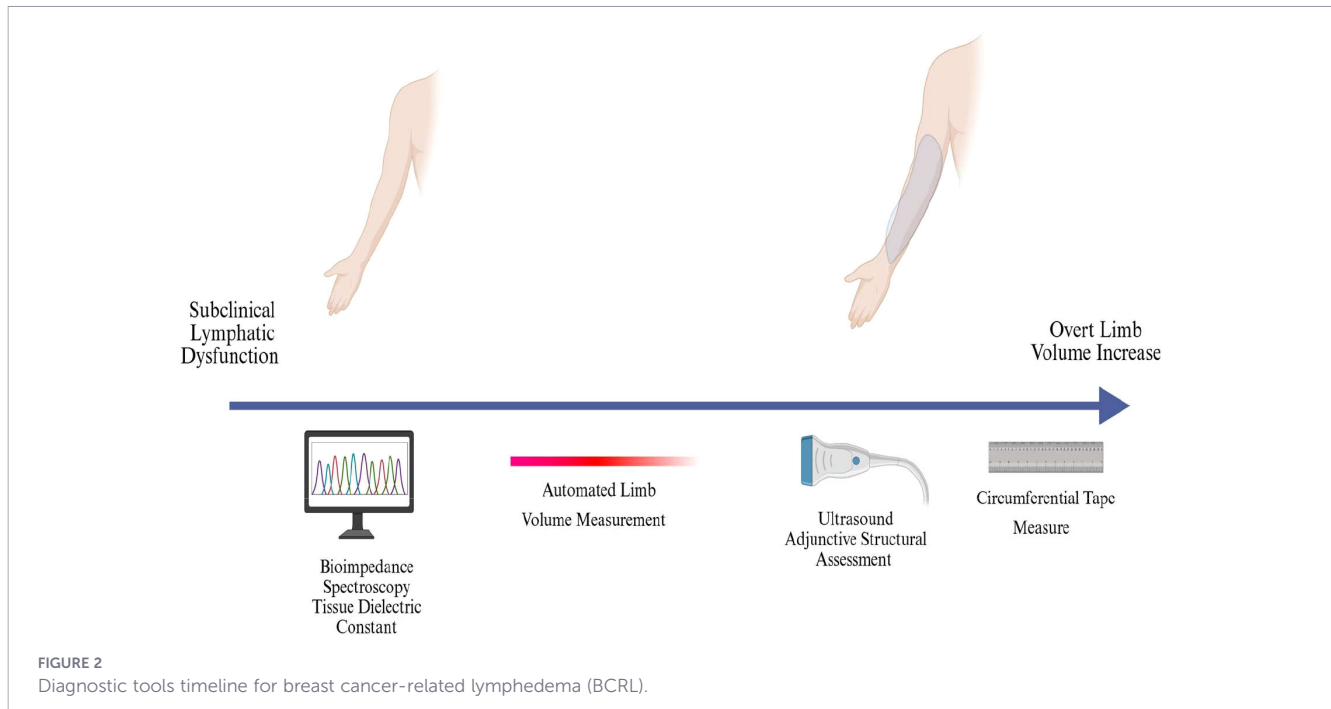 Subclinical
Lymphatic
Dysfunction
Overt Limb
Volume Increase
Bioimpedance
Spectroscopy
Tissue Dielectric
Constant
Automated Limb
Volume Measurement
Ultrasound
Adjunctive Structural
Assessment
Circumferential Tape
Measure
FIGURE 2
Diagnostic tools timeline for breast cancer-related lymphedema (BCRL).